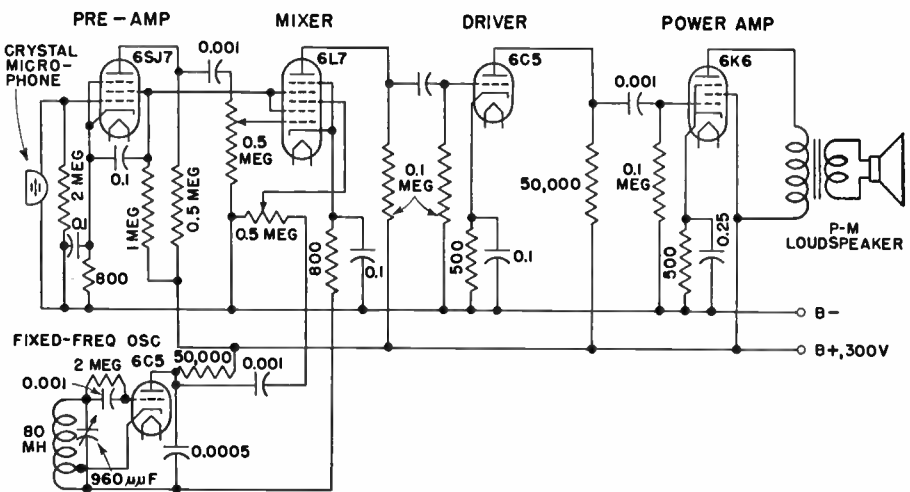 PRE-AMP
MIXER
DRIVER
POWER AMP
CRYSTAL
MICRO-
PHONE
6SJ7
0.001
6L7
6C5
0.001
6K6
2 MEG
0.1
0.1
800
1 MEG
0.5 MEG
0.5
MEG
0.5 MEG
800
0.1
0.1
MEG
500
0.1
50,000
0.1
MEG
500
0.25
P-M
LOUDSPEAKER
B-
B+,300V
FIXED-FREQ OSC
2 MEG
6C5
50,000
0.001
0.001
80
MH
960μμF
0.0005